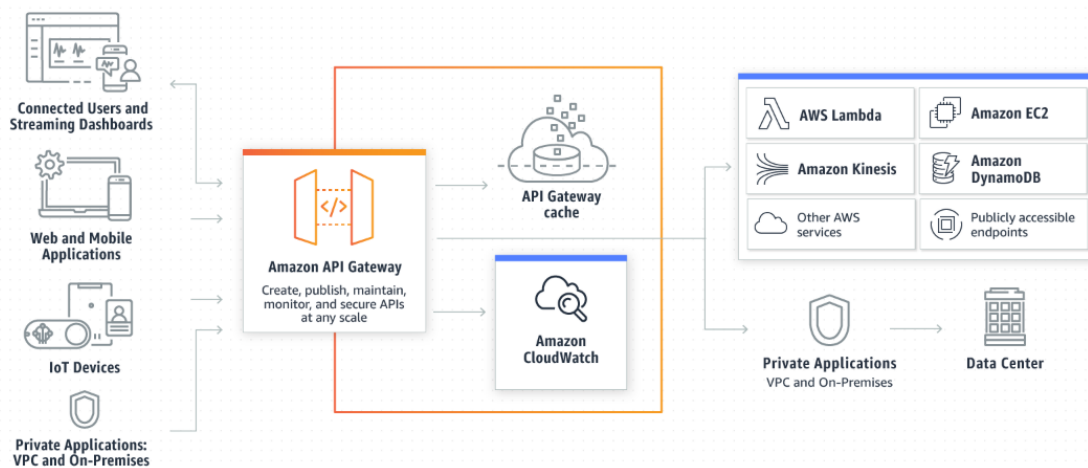 Connected Users and
Streaming Dashboards
Web and Mobile
Applications
IoT Devices
Private Applications:
VPC and On-Premises
</>
Amazon API Gateway
Create, publish, maintain,
monitor, and secure APIs
at any scale
API Gateway
cache
Amazon
CloudWatch
AWS Lambda
Amazon EC2
Amazon Kinesis
Amazon
DynamoDB
Other AWS
services
Publicly accessible
endpoints
Private Applications
VPC and On-Premises
Data Center